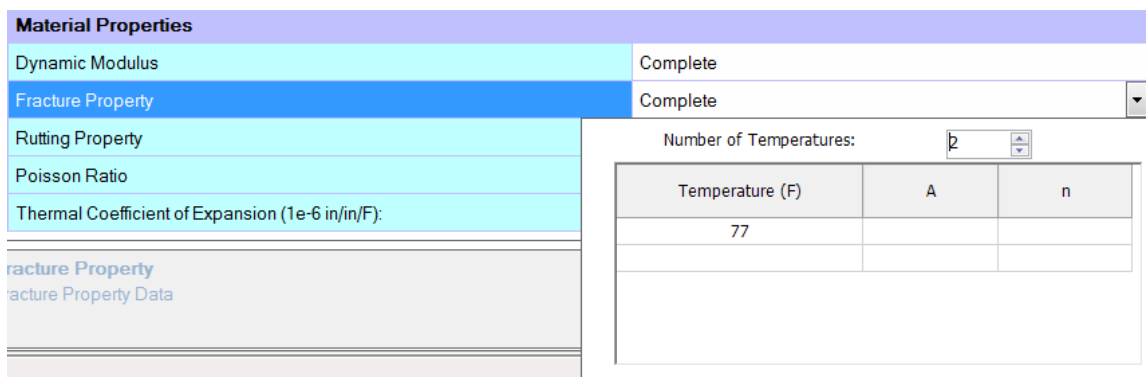 Material Properties
Dynamic Modulus Complete
Fracture Property Complete
Rutting Property
Poisson Ratio
Thermal Coefficient of Expansion (1e-6 in/in/F):
racture Property
racture Property Data
Number of Temperatures: 2
Temperature (F) A n
77